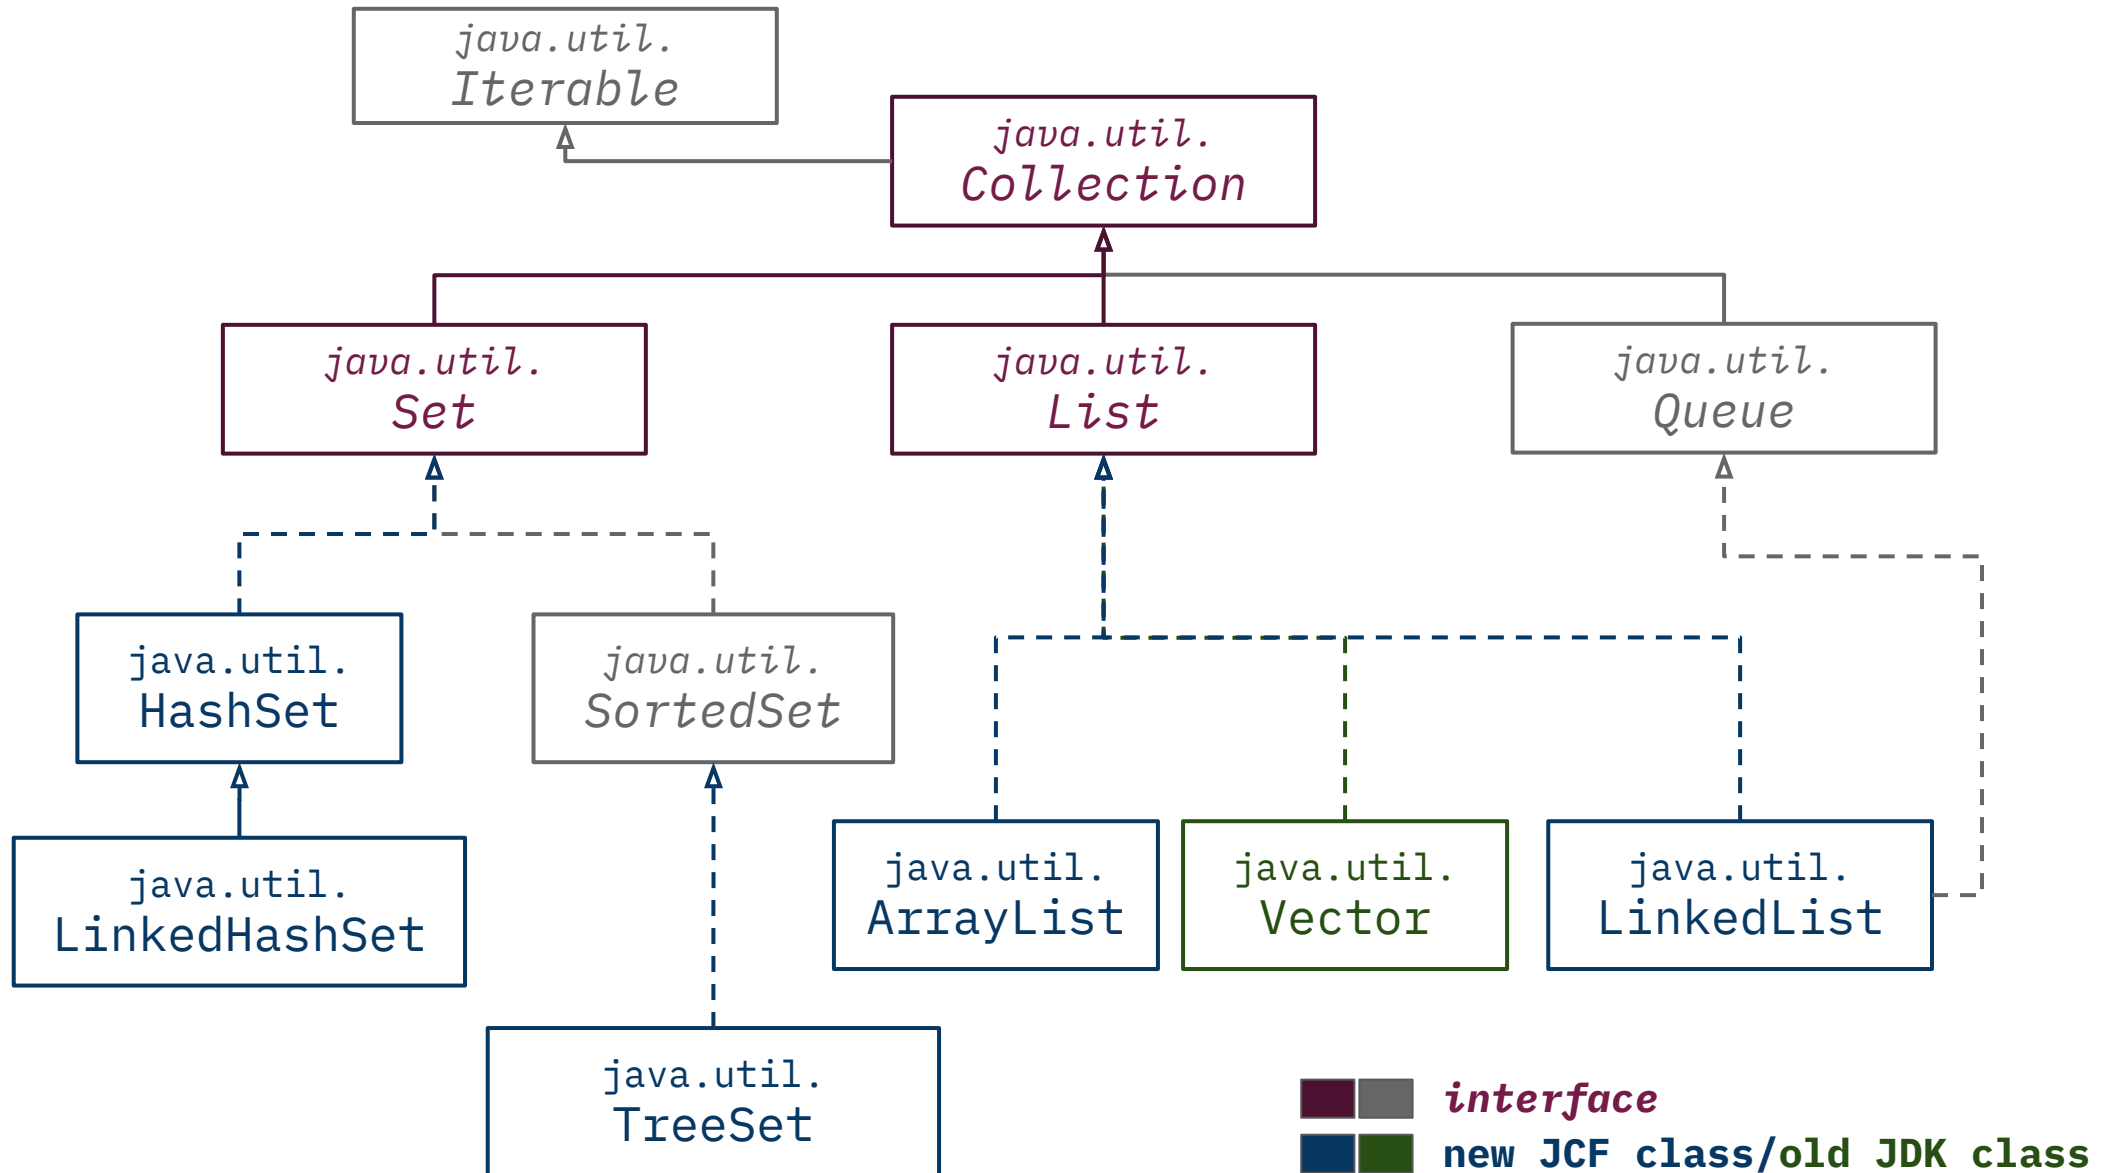 java.util.
Iterable
java.util.
Collection
java.util.
Set
java.util.
List
java.util.
Queue
java.util.
HashSet
java.util.
SortedSet
java.util.
LinkedHashSet
java.util.
ArrayList
java.util.
Vector
java.util.
LinkedList
java.util.
TreeSet
interface
new JCF class/old JDK class